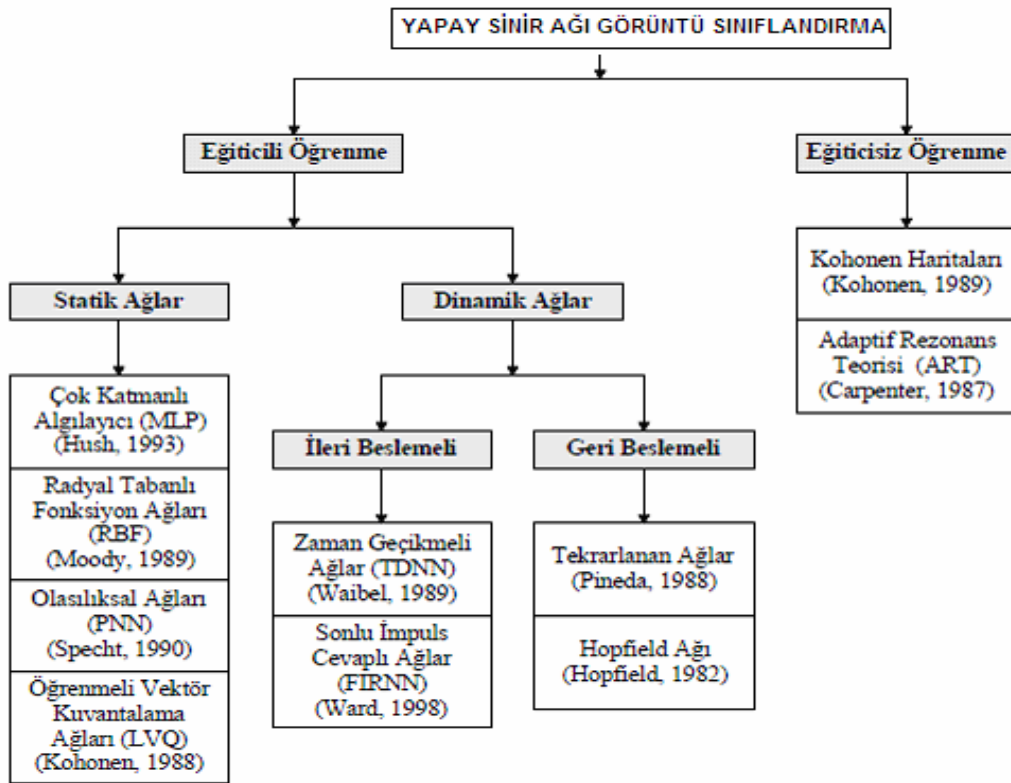 YAPAY SİNİR AĞI GÖRÜNTÜ SINIFLANDIRMA
Eğiticili Öğrenme
Eğiticisiz Öğrenme
Statik Ağlar
Dinamik Ağlar
Kohonen Haritaları
(Kohonen, 1989)
Adaptif Rezonans
Teorisi (ART)
(Carpenter, 1987)
Çok Katmanlı
Algılayıcı (MLP)
(Hush, 1993)
Radyal Tabanlı
Fonksiyon Ağları
(RBF)
(Moody, 1989)
Olasılıksal Ağları
(PNN)
(Specht, 1990)
Öğrenmeli Vektör
Kuvantalama
Ağları (LVQ)
(Kohonen, 1988)
İleri Beslemeli
Geri Beslemeli
Zaman Geçikmeli
Ağlar (TDNN)
(Waibel, 1989)
Sonlu İmpuls
Cevaplı Ağlar
(FIRNN)
(Ward, 1998)
Tekrarlanan Ağlar
(Pineda, 1988)
Hopfield Ağı
(Hopfield, 1982)